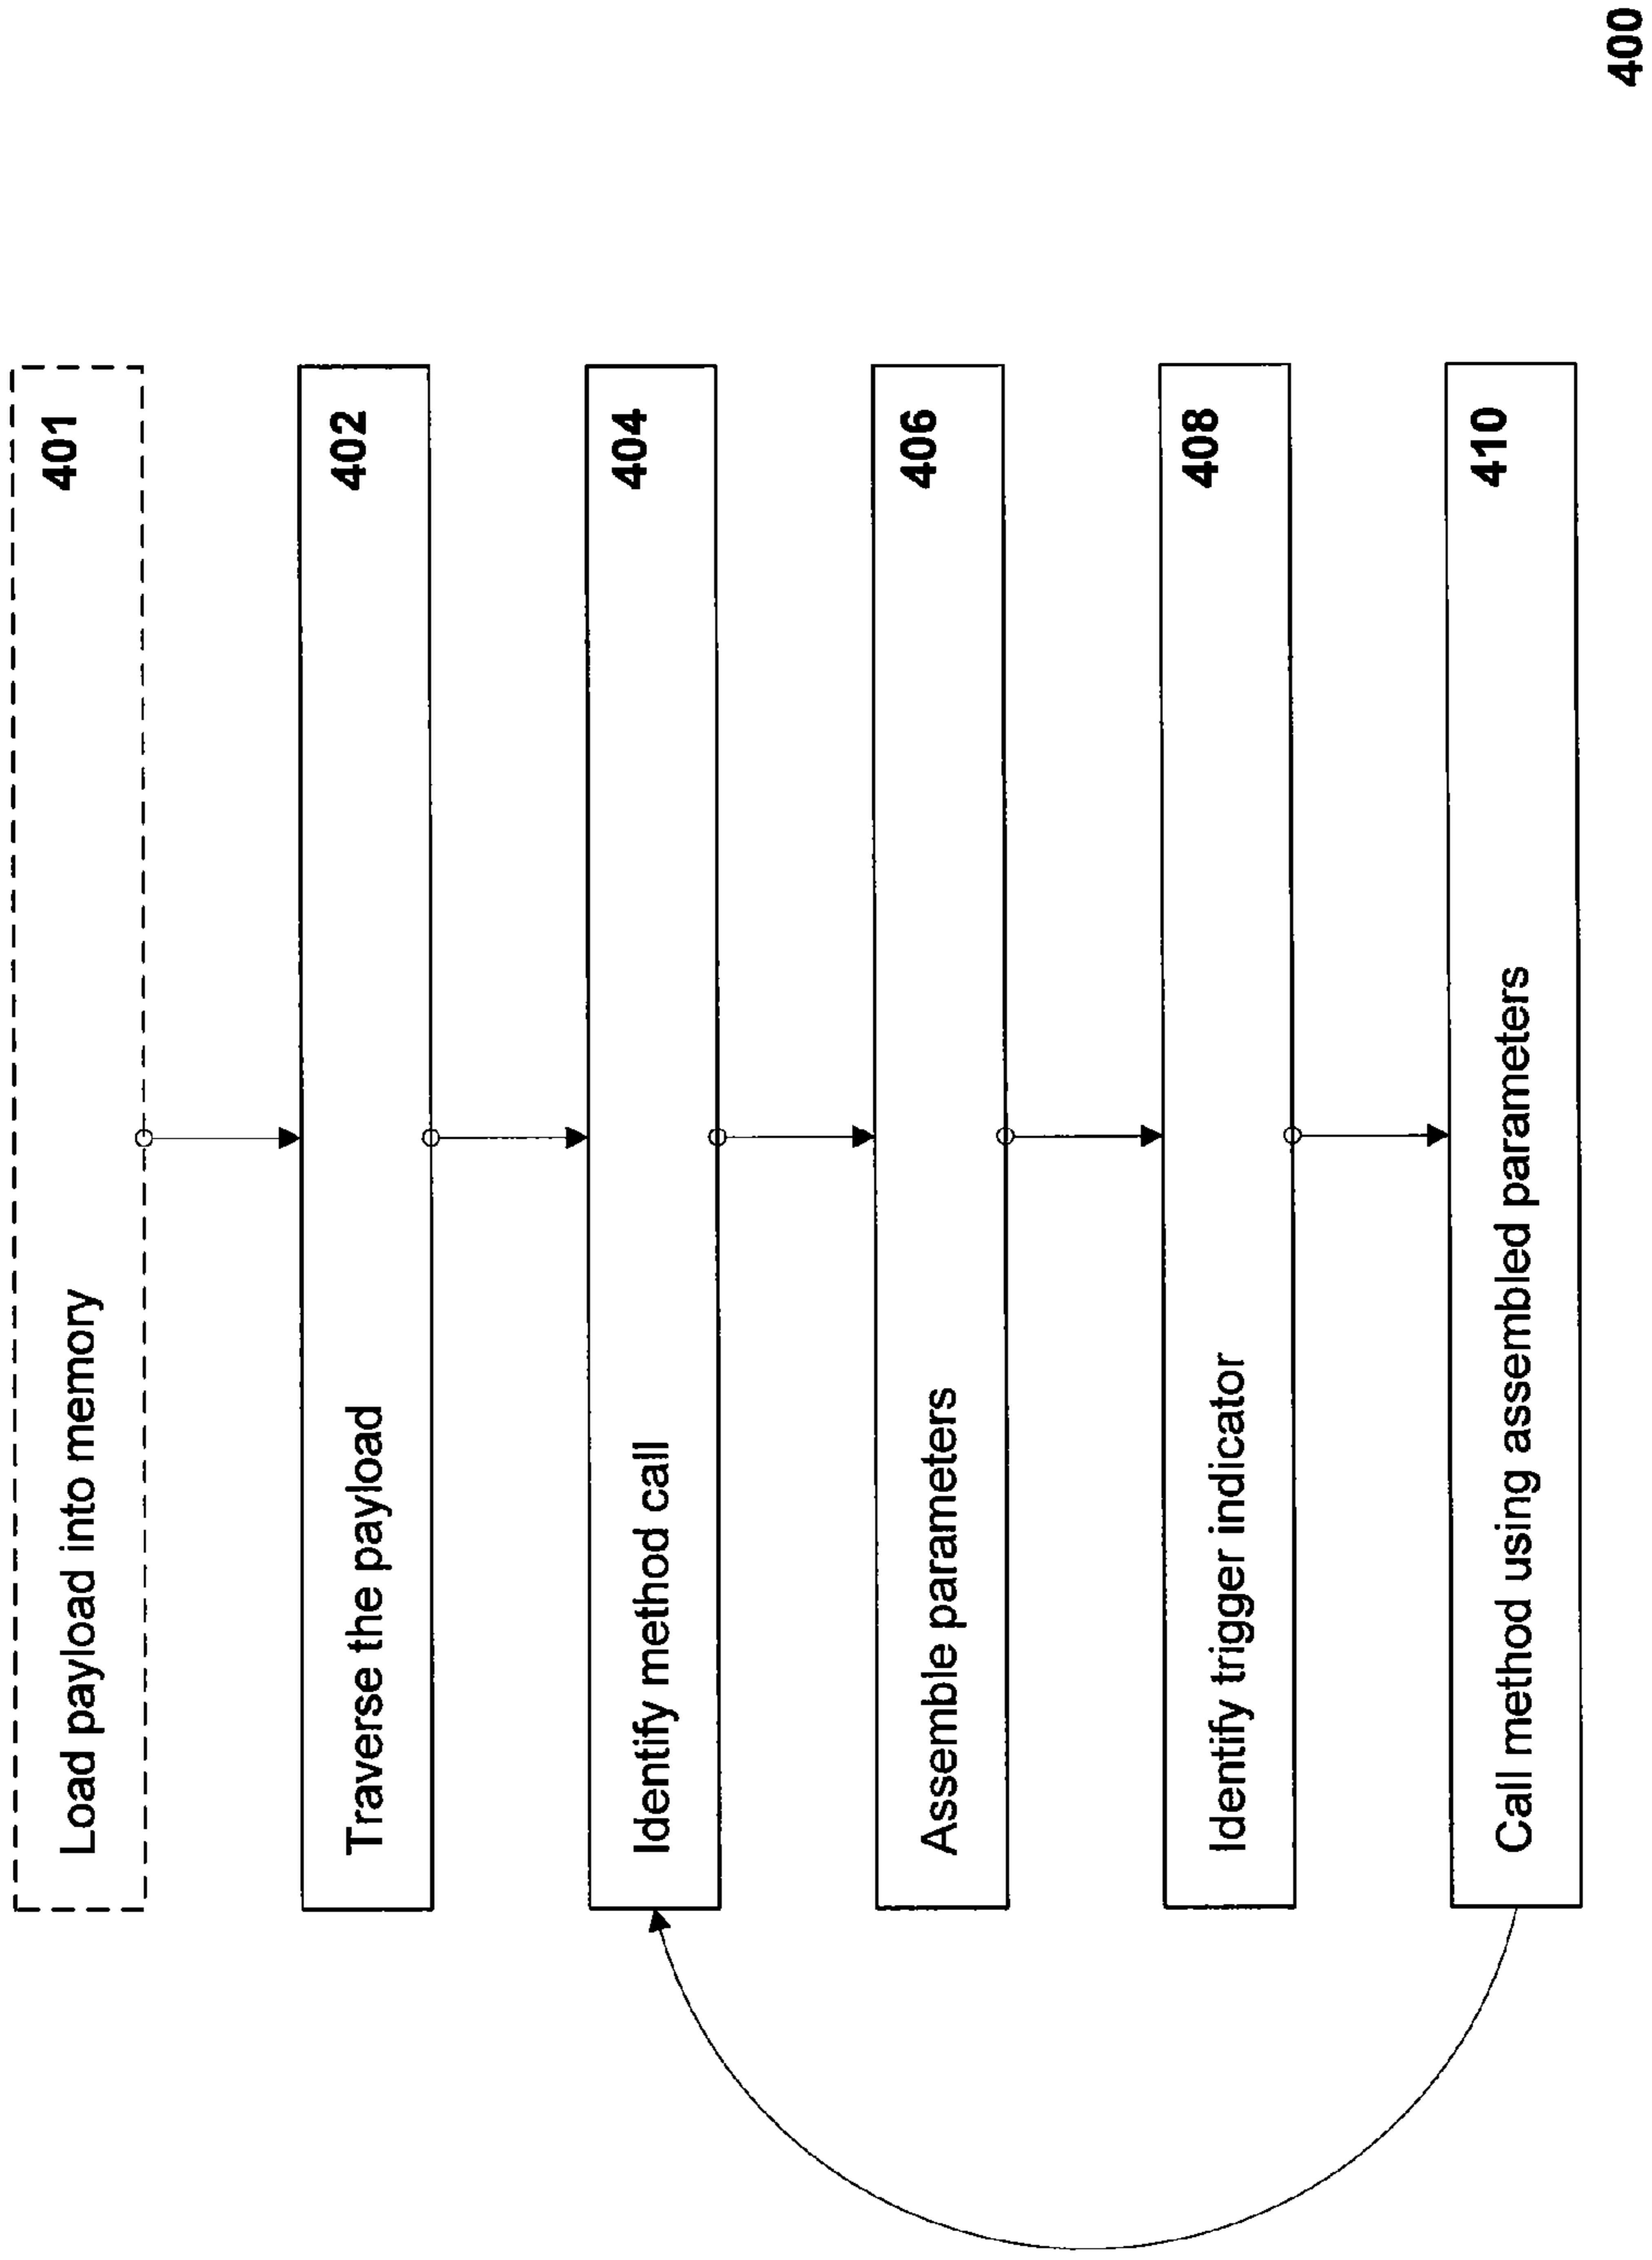 Load payload into memory 401
Traverse the payload 402
Identify method call 404
Assemble parameters 406
Identify trigger indicator 408
Call method using assembled parameters 410
400